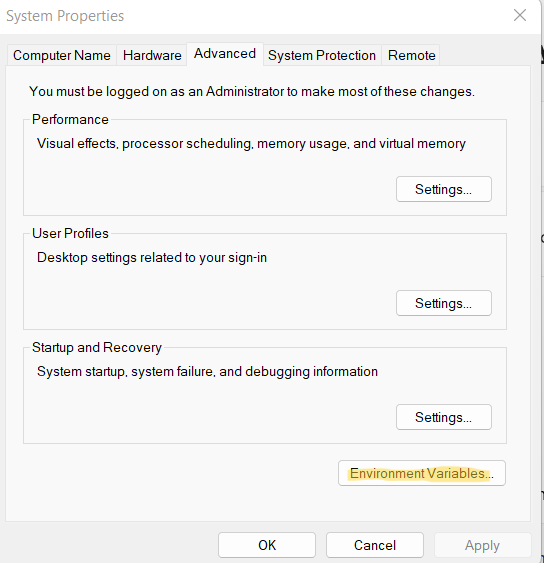 System Properties
Computer Name Hardware Advanced System Protection Remote
You must be logged on as an Administrator to make most of these changes.
Performance
Visual effects, processor scheduling, memory usage, and virtual memory
Settings...
User Profiles
Desktop settings related to your sign-in
Settings...
Startup and Recovery
System startup, system failure, and debugging information
Settings...
Environment Variables...
OK Cancel Apply